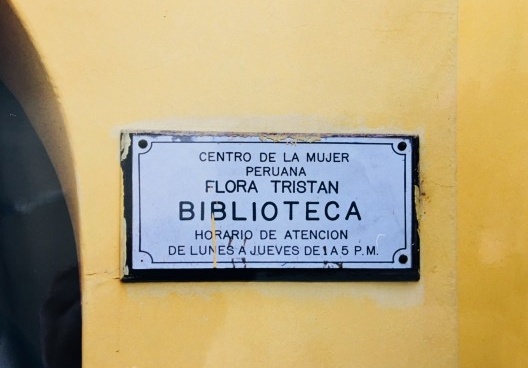 CENTRO DE LA MUJER
PERUANA
FLORA TRISTAN
BIBLIOTECA
HORARIO DE ATENCION
DE LUNES A JUEVES DE 1 A 5 P.M.